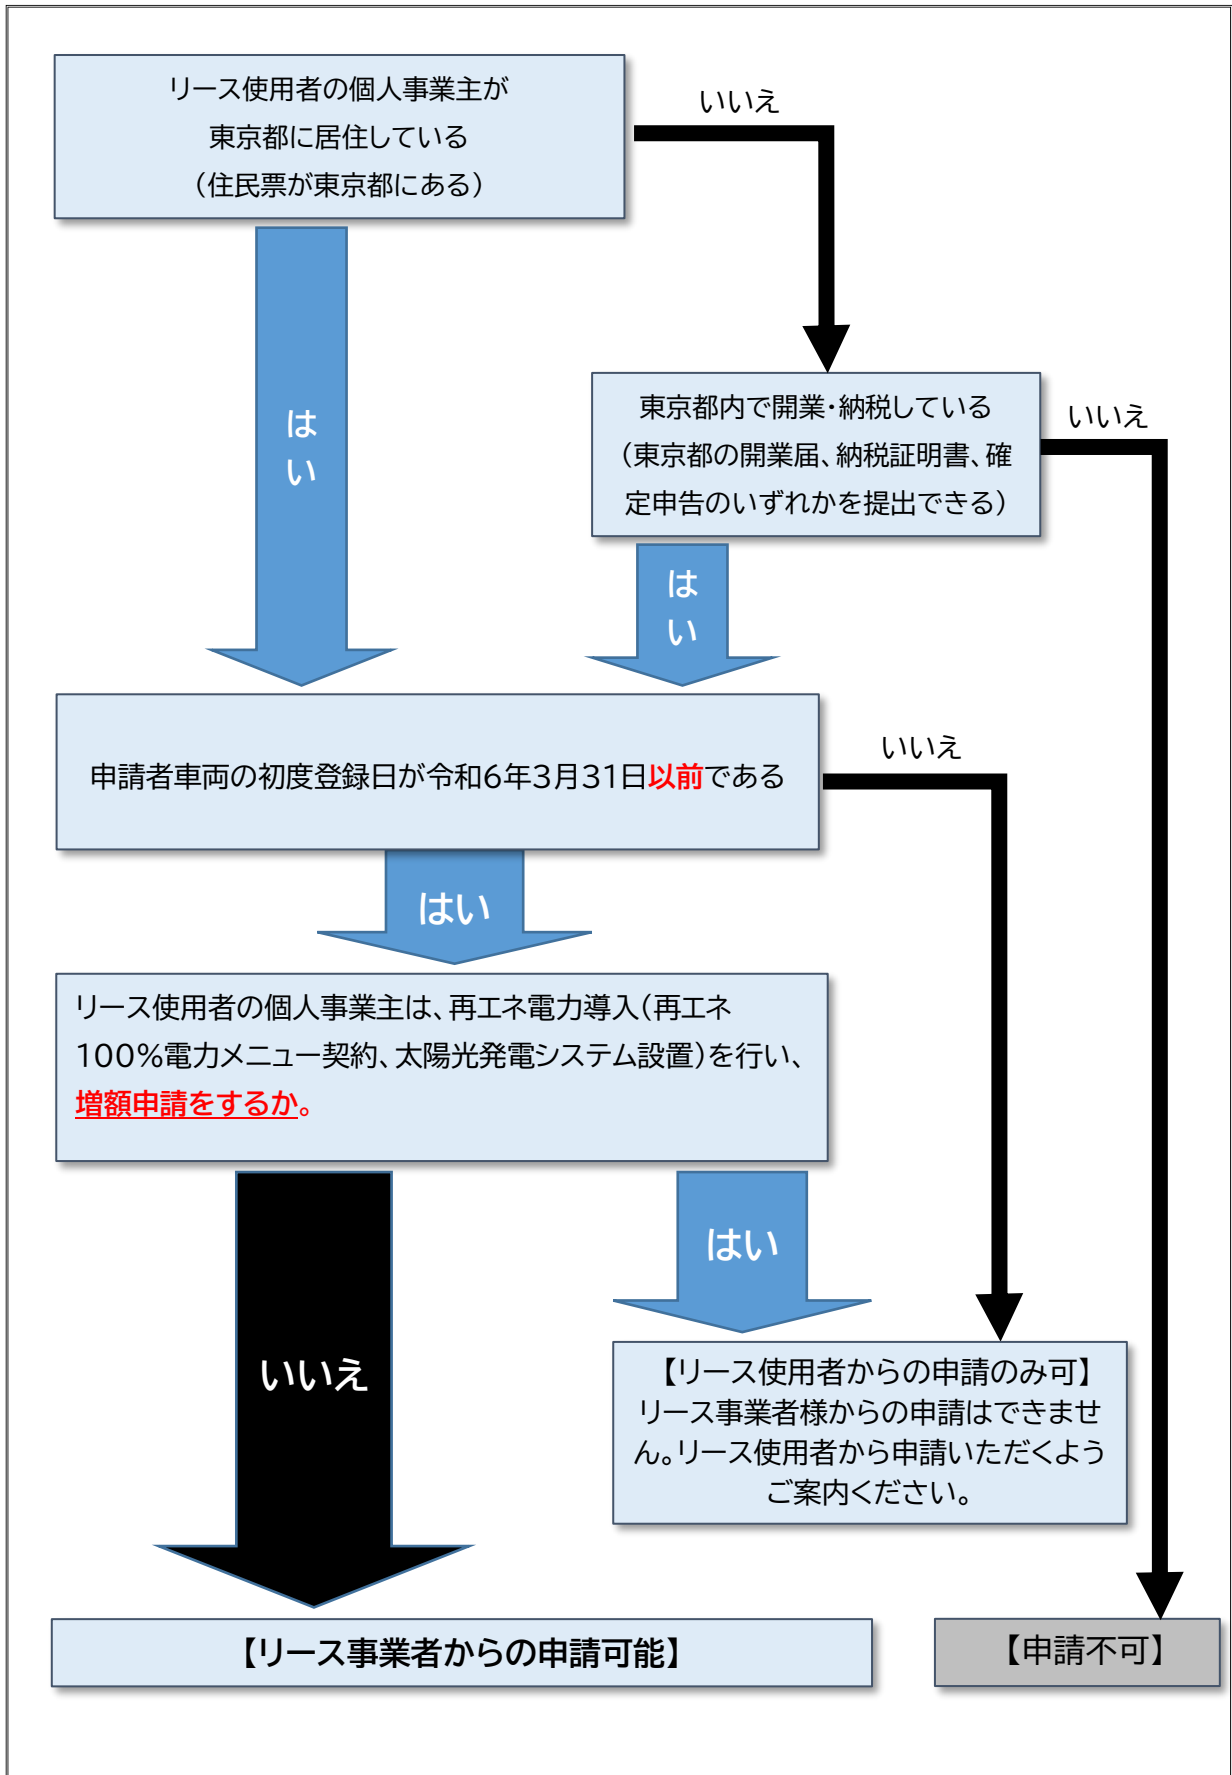 リース使用者の個人事業主が
東京都に居住している
（住民票が東京都にある）
いいえ
はい
東京都内で開業・納税している
（東京都の開業届、納税証明書、確
定申告のいずれかを提出できる）
いいえ
はい
申請者車両の初度登録日が令和6年3月31日以前である
いいえ
はい
リース使用者の個人事業主は、再エネ電力導入（再エネ
100％電力メニュー契約、太陽光発電システム設置）を行い、
増額申請をするか。
はい
いいえ
【リース使用者からの申請のみ可】
リース事業者様からの申請はできませ
ん。リース使用者から申請いただくよう
ご案内ください。
【リース事業者からの申請可能】
【申請不可】